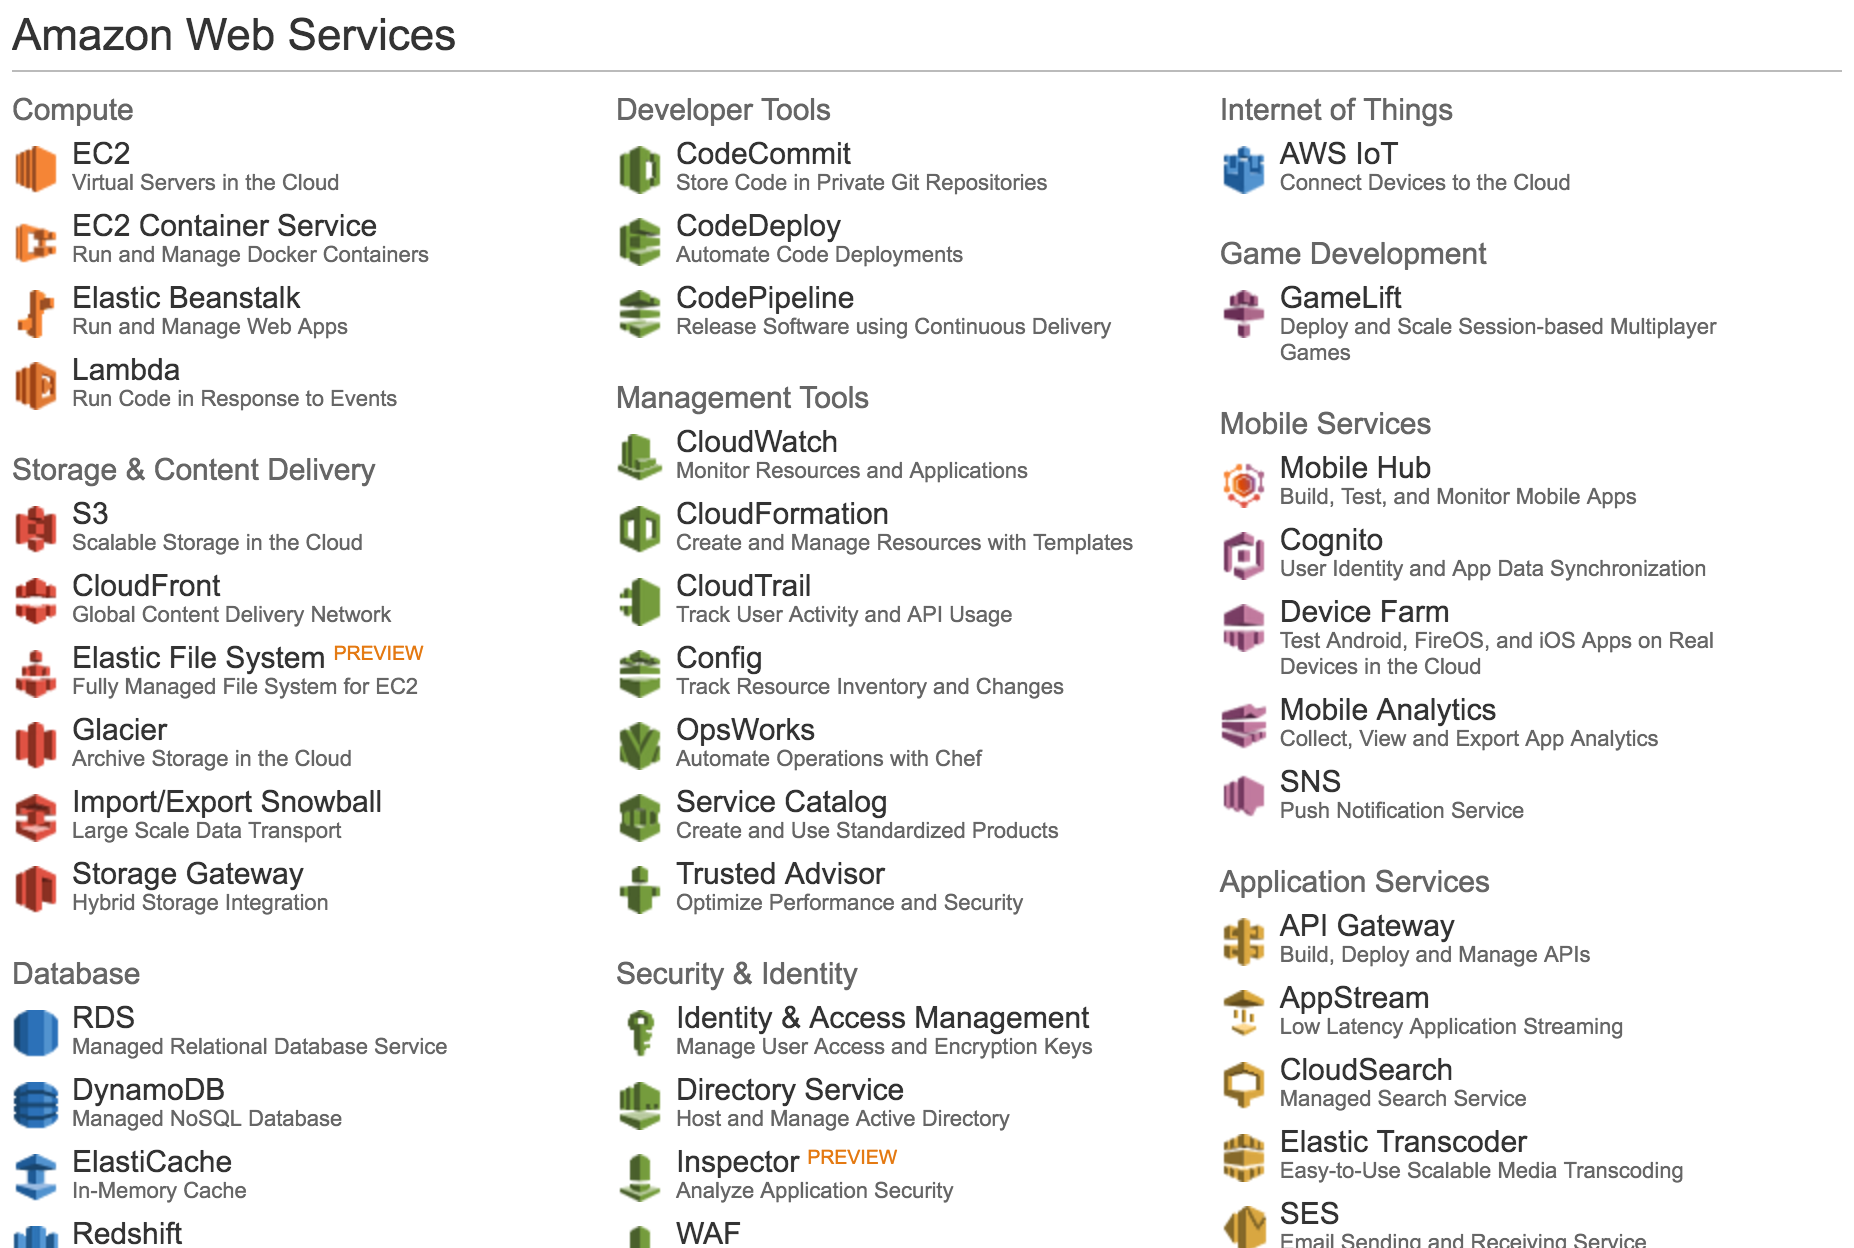 Amazon Web Services
Compute
EC2
Virtual Servers in the Cloud
EC2 Container Service
Run and Manage Docker Containers
Elastic Beanstalk
Run and Manage Web Apps
Lambda
Run Code in Response to Events
Storage & Content Delivery
S3
Scalable Storage in the Cloud
CloudFront
Global Content Delivery Network
Elastic File System PREVIEW
Fully Managed File System for EC2
Glacier
Archive Storage in the Cloud
Import/Export Snowball
Large Scale Data Transport
Storage Gateway
Hybrid Storage Integration
Database
RDS
Managed Relational Database Service
DynamoDB
Managed NoSQL Database
ElastiCache
In-Memory Cache
Redshift
Developer Tools
CodeCommit
Store Code in Private Git Repositories
CodeDeploy
Automate Code Deployments
CodePipeline
Release Software using Continuous Delivery
Management Tools
CloudWatch
Monitor Resources and Applications
CloudFormation
Create and Manage Resources with Templates
CloudTrail
Track User Activity and API Usage
Config
Track Resource Inventory and Changes
OpsWorks
Automate Operations with Chef
Service Catalog
Create and Use Standardized Products
Trusted Advisor
Optimize Performance and Security
Security & Identity
Identity & Access Management
Manage User Access and Encryption Keys
Directory Service
Host and Manage Active Directory
Inspector PREVIEW
Analyze Application Security
WAF
Internet of Things
AWS IoT
Connect Devices to the Cloud
Game Development
GameLift
Deploy and Scale Session-based Multiplayer
Games
Mobile Services
Mobile Hub
Build, Test, and Monitor Mobile Apps
Cognito
User Identity and App Data Synchronization
Device Farm
Test Android, FireOS, and iOS Apps on Real
Devices in the Cloud
Mobile Analytics
Collect, View and Export App Analytics
SNS
Push Notification Service
Application Services
API Gateway
Build, Deploy and Manage APIs
AppStream
Low Latency Application Streaming
CloudSearch
Managed Search Service
Elastic Transcoder
Easy-to-Use Scalable Media Transcoding
SES
Email Sending and Receiving Service